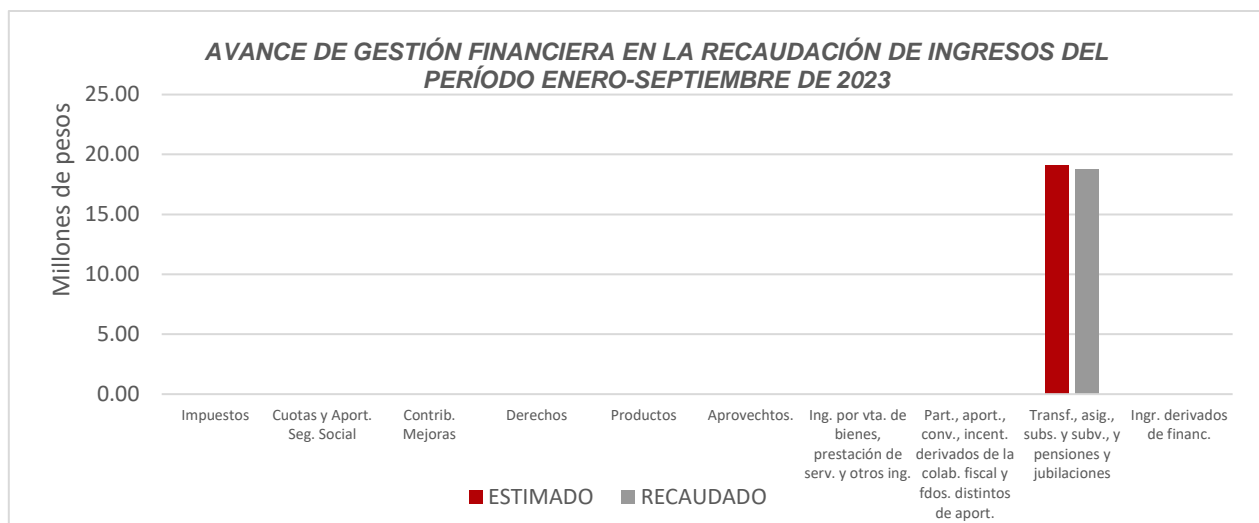 AVANCE DE GESTIÓN FINANCIERA EN LA RECAUDACIÓN DE INGRESOS DEL
PERÍODO ENERO-SEPTIEMBRE DE 2023
Millones de pesos
25.00
20.00
15.00
10.00
5.00
0.00
Impuestos
Cuotas y Aport.
Seg. Social
Contrib.
Mejoras
Derechos
Productos
Aprovechtos.
Ing. por vta. de
bienes,
prestación de
serv. y otros ing.
Part., aport.,
conv., incent.
derivados de la
colab. fiscal y
fdos. distintos
de aport.
Transf., asig.,
subs. y subv., y
pensiones y
jubilaciones
Ingr. derivados
de financ.
ESTIMADO
RECAUDADO